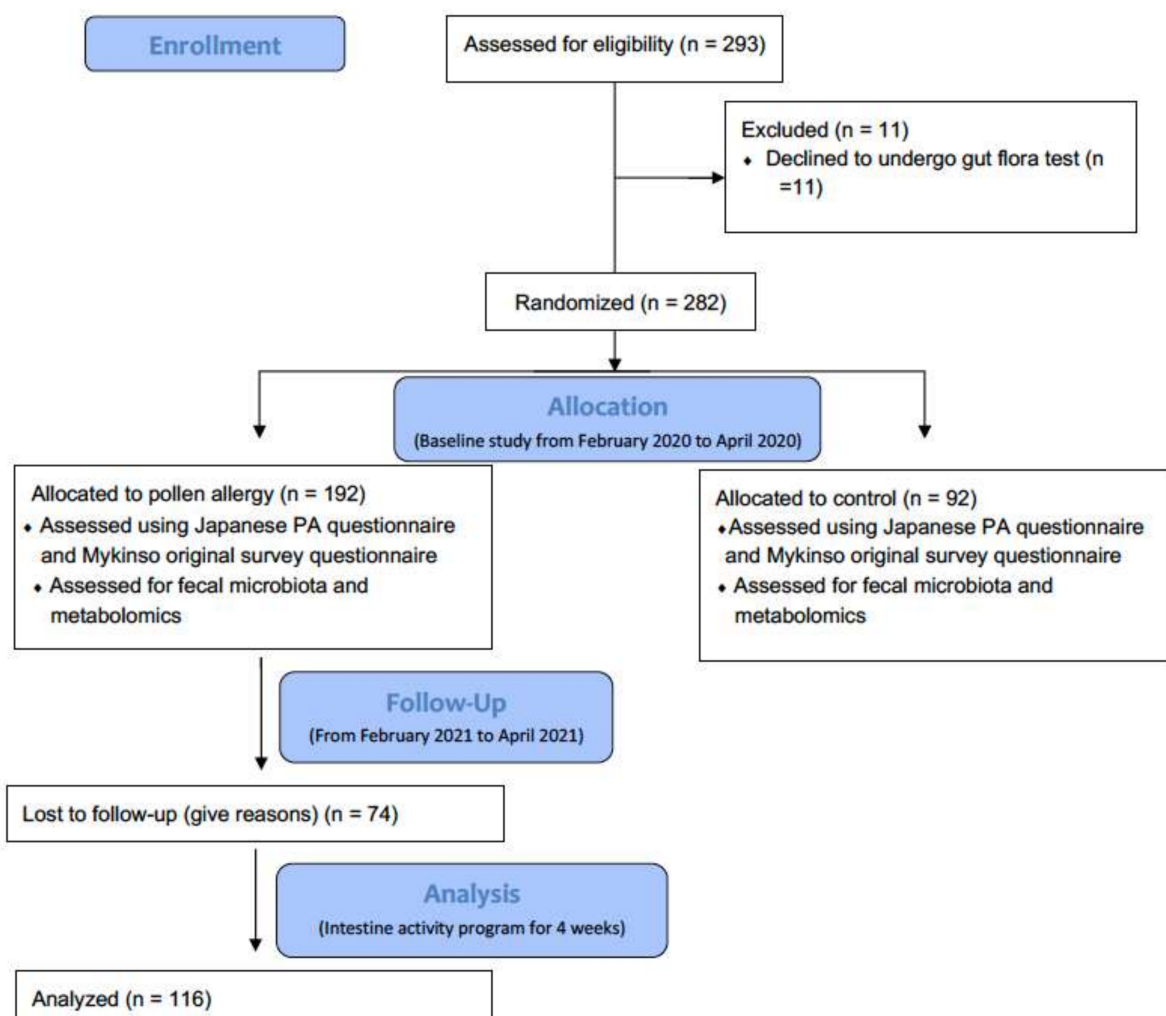 Enrollment
Assessed for eligibility (n = 293)
Excluded (n = 11)
⬧ Declined to undergo gut flora test (n
=11)
Randomized (n = 282)
Allocation
(Baseline study from February 2020 to April 2020)
Allocated to pollen allergy (n = 192)
⬧ Assessed using Japanese PA questionnaire
and Mykinso original survey questionnaire
⬧ Assessed for fecal microbiota and
metabolomics
Allocated to control (n = 92)
⬧Assessed using Japanese PA questionnaire
and Mykinso original survey questionnaire
⬧ Assessed for fecal microbiota and
metabolomics
Follow-Up
(From February 2021 to April 2021)
Lost to follow-up (give reasons) (n = 74)
Analysis
(Intestine activity program for 4 weeks)
Analyzed (n = 116)